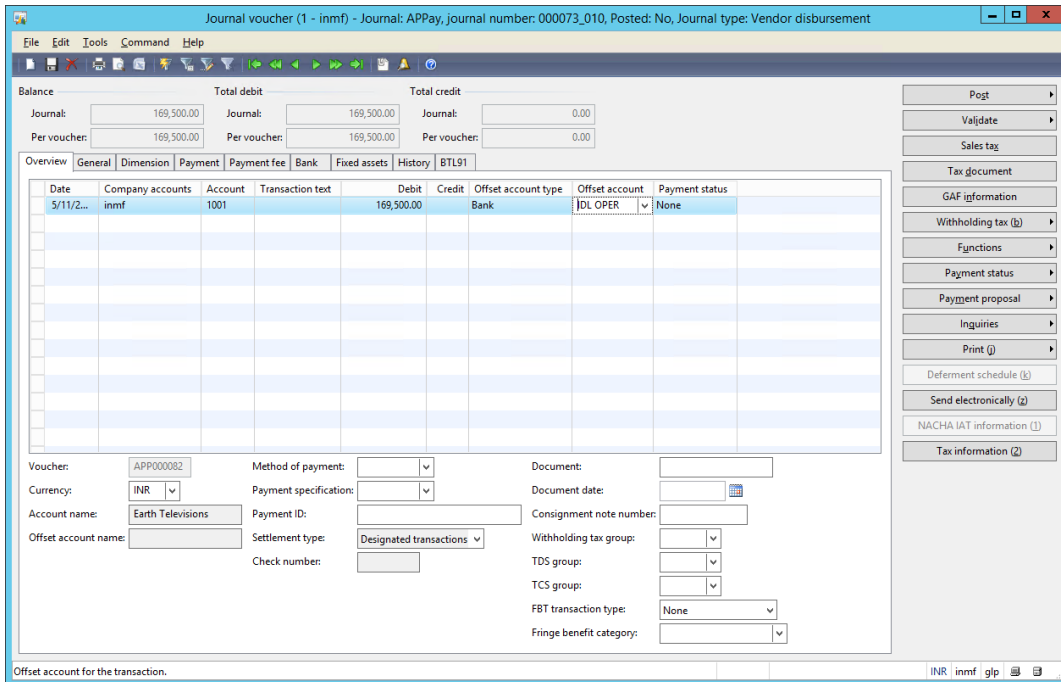 Journal voucher (1 - inmf) - Journal: APPay, journal number: 000073_010, Posted: No, Journal type: Vendor disbursement
File Edit Tools Command Help
Balance Total debit Total credit
Journal: 169,500.00 Journal: 169,500.00 Journal: 0.00
Per voucher: 169,500.00 Per voucher: 169,500.00 Per voucher: 0.00
Overview General Dimension Payment Payment fee Bank Fixed assets History BTL91
Date Company accounts Account Transaction text Debit Credit Offset account type Offset account Payment status
5/11/2... inmf 1001 169,500.00 Bank IDL OPER None
Voucher: APP000082 Method of payment: Document:
Currency: INR Payment specification: Document date:
Account name: Earth Televisions Payment ID: Consignment note number:
Offset account name: Settlement type: Designated transactions Withholding tax group:
Check number: TDS group:
TCS group:
FBT transaction type: None
Fringe benefit category:
Post
Validate
Sales tax
Tax document
GAF information
Withholding tax (b)
Functions
Payment status
Payment proposal
Inquiries
Print (j)
Deferment schedule (k)
Send electronically (z)
NACHA IAT information (1)
Tax information (2)
Offset account for the transaction. INR inmf glp